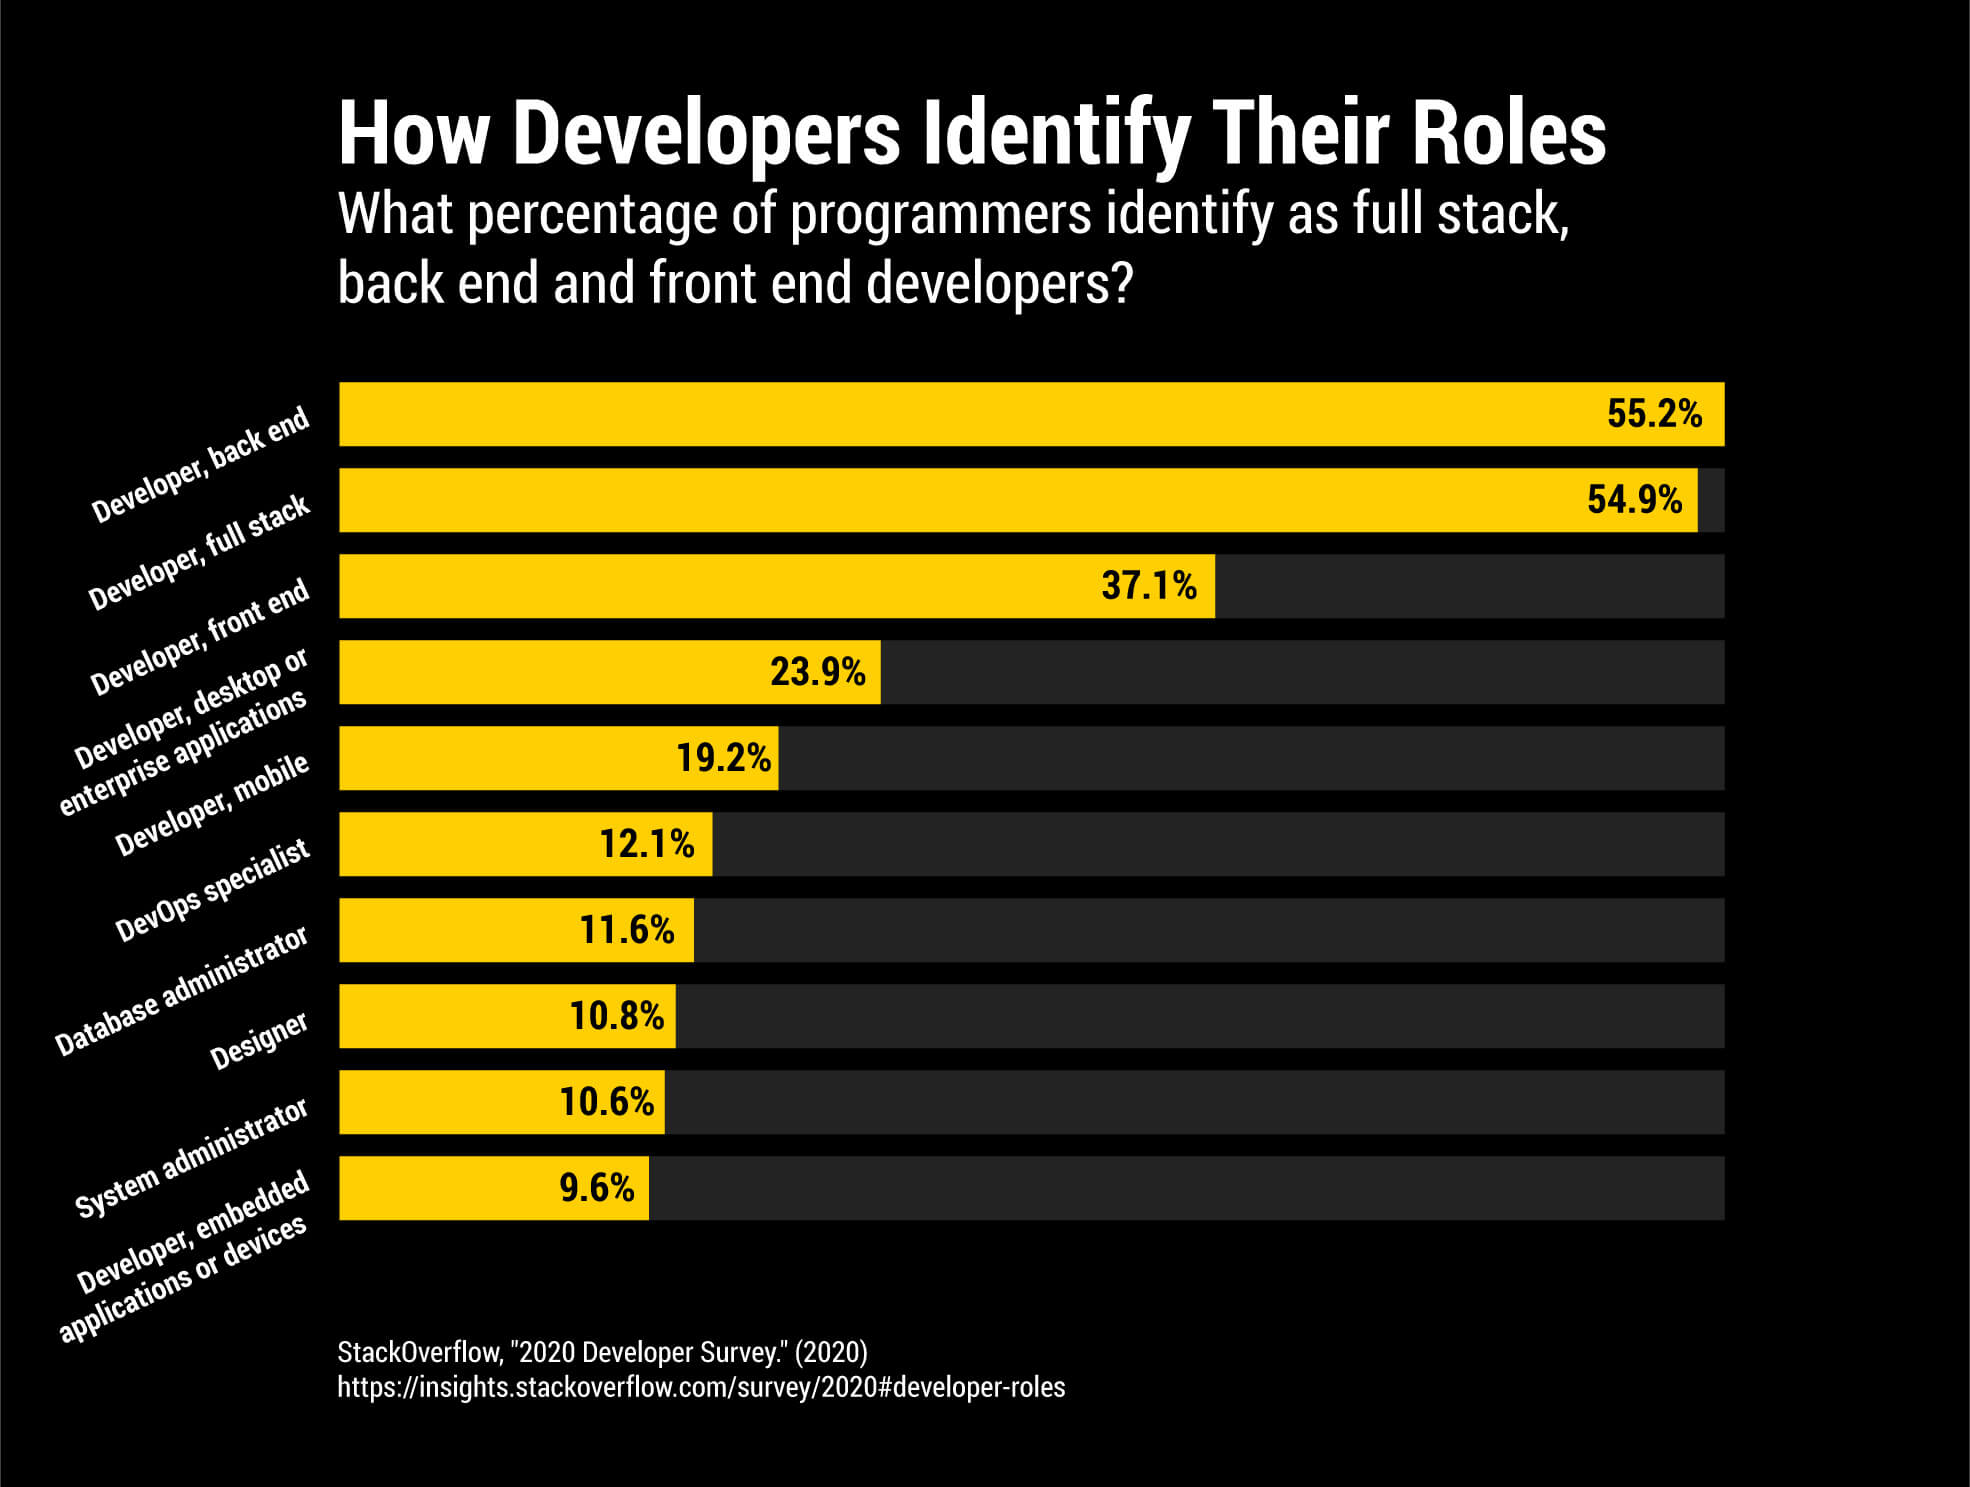 How Developers Identify Their Roles
What percentage of programmers identify as full stack,
back end and front end developers?
Developer, back end
55.2%
Developer, full stack
54.9%
Developer, front end
37.1%
Developer, desktop or
enterprise applications
23.9%
Developer, mobile
19.2%
DevOps specialist
12.1%
Database administrator
11.6%
Designer
10.8%
System administrator
10.6%
Developer, embedded
applications or devices
9.6%
StackOverflow, "2020 Developer Survey." (2020)
https://insights.stackoverflow.com/survey/2020#developer-roles